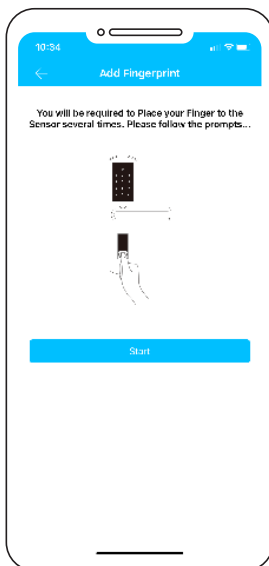 10:34
Add Fingerprint
You will be required to Place your Finger to the
Sensor several times. Please follow the prompts...
Start